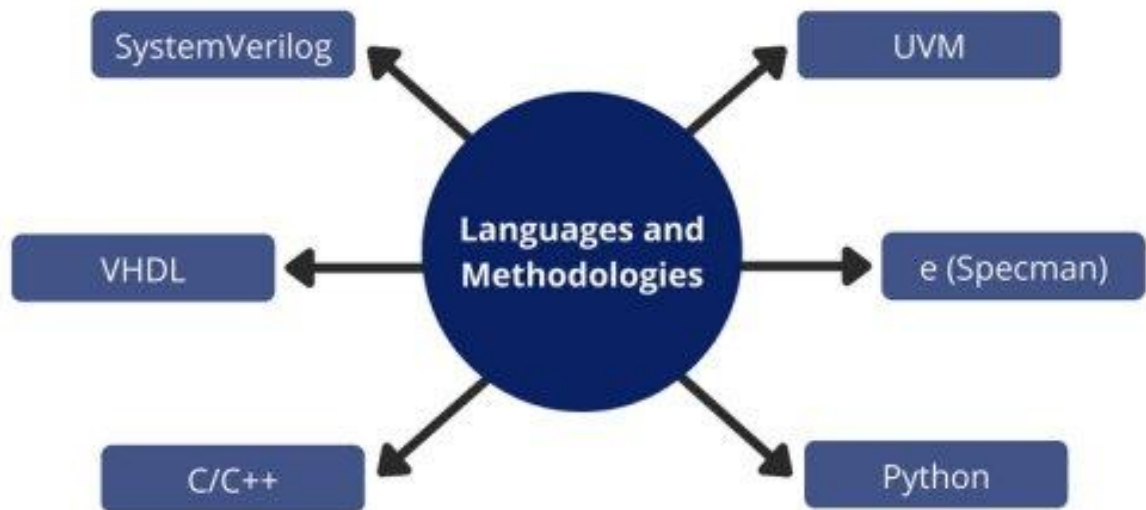 SystemVerilog
UVM
Languages and
Methodologies
VHDL
e (Specman)
C/C++
Python